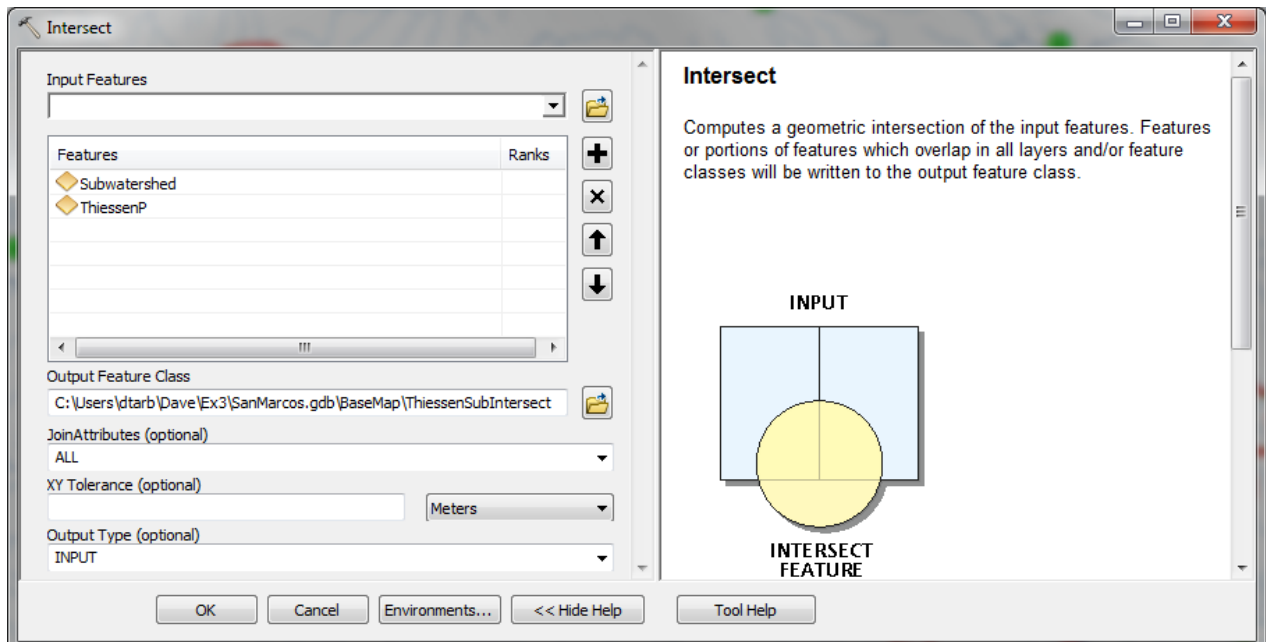 Intersect
Input Features
Features Ranks
Subwatershed
ThiessenP
Output Feature Class
C:\Users\dtarb\Dave\Ex3\SanMarcos.gdb\BaseMap\ThiessenSubIntersect
JoinAttributes (optional)
ALL
XY Tolerance (optional)
Meters
Output Type (optional)
INPUT
Intersect
Computes a geometric intersection of the input features. Features
or portions of features which overlap in all layers and/or feature
classes will be written to the output feature class.
INPUT
INTERSECT
FEATURE
OK Cancel Environments... << Hide Help Tool Help